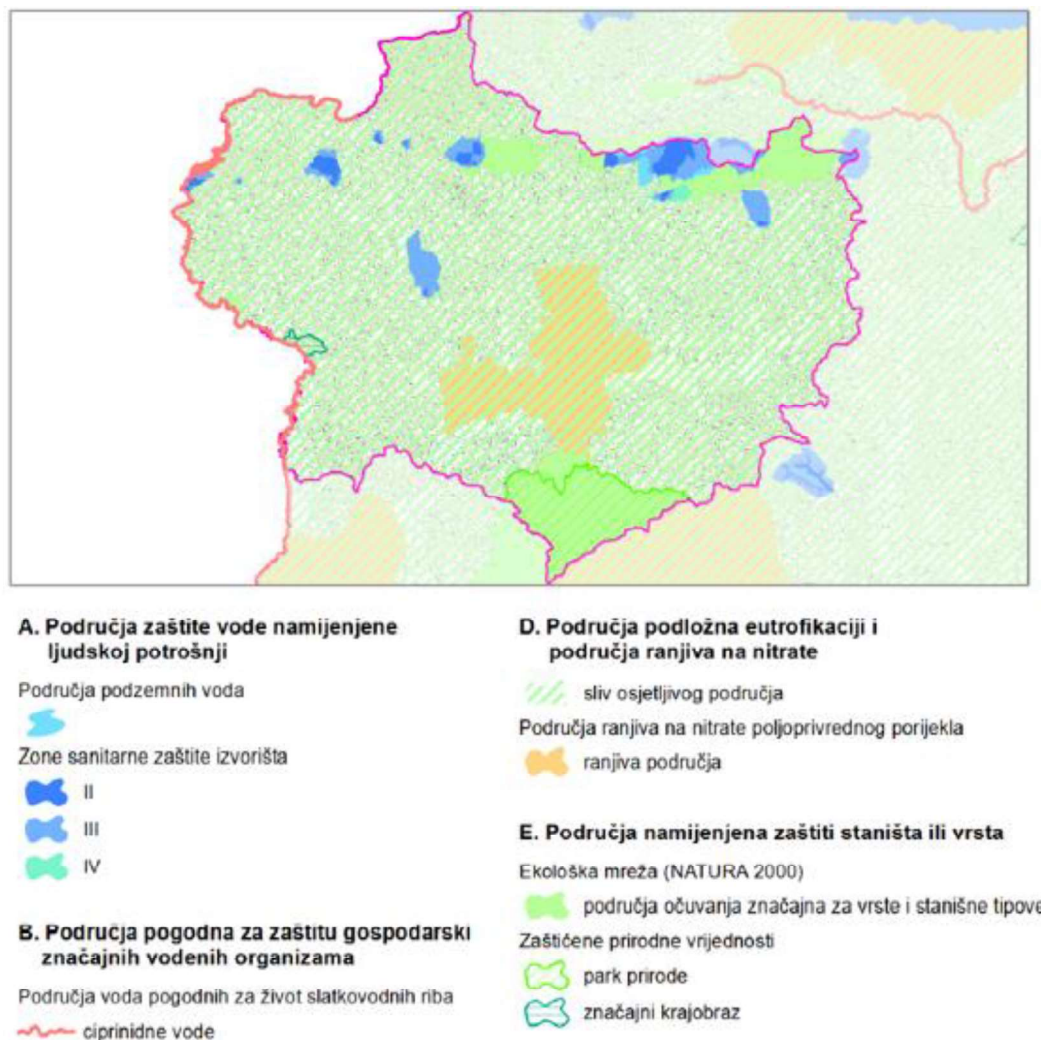 A. Područja zaštite vode namijenjene
ljudskoj potrošnji
Područja podzemnih voda
Zone sanitarne zaštite izvorišta
II
III
IV
B. Područja pogodna za zaštitu gospodarski
značajnih vodenih organizama
Područja voda pogodnih za život slatkovodnih riba
ciprinidne vode
D. Područja podložna eutrofikaciji i
područja ranjiva na nitrate
sliv osjetljivog područja
Područja ranjiva na nitrate poljoprivrednog porijekla
ranjiva područja
E. Područja namijenjena zaštiti staništa ili vrsta
Ekološka mreža (NATURA 2000)
područja očuvanja značajna za vrste i stanišne tipove
Zaštićene prirodne vrijednosti
park prirode
značajni krajobraz